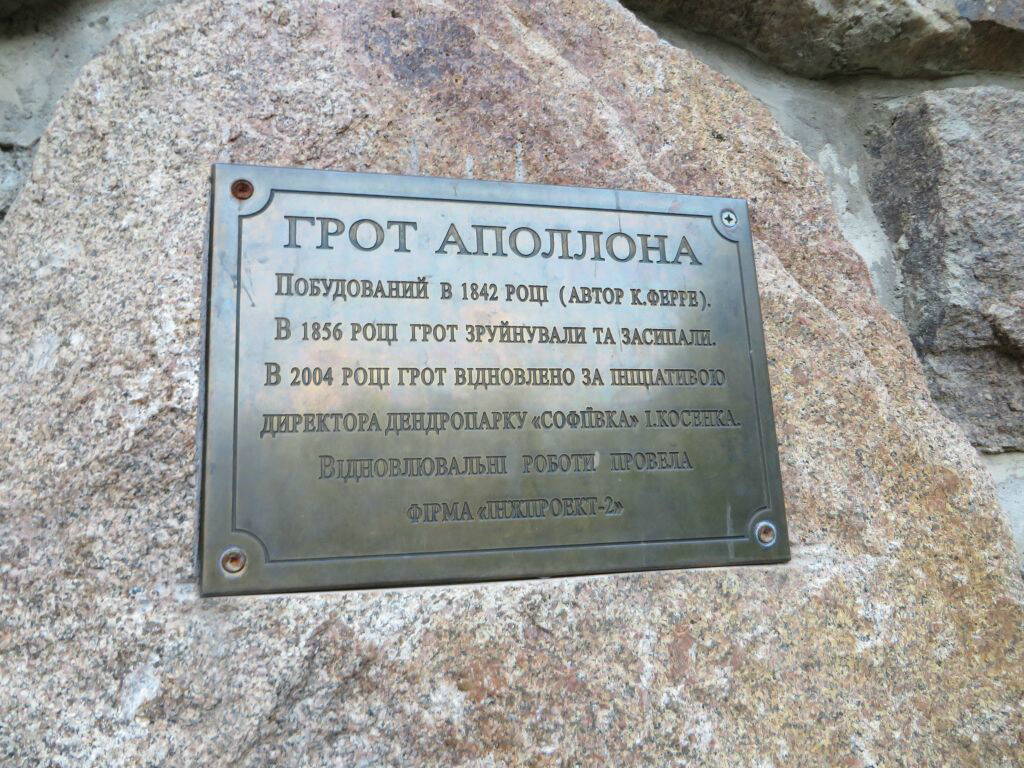 ГРОТ АПОЛЛОНА
ПОБУДОВАНИЙ В 1842 РОЦІ (АВТОР К.ФЕРРЕ).
В 1856 РОЦІ ГРОТ ЗРУЙНУВАЛИ ТА ЗАСИПАЛИ.
В 2004 РОЦІ ГРОТ ВІДНОВЛЕНО ЗА ІНІЦІАТИВОЮ
ДИРЕКТОРА ДЕНДРОПАРКУ «СОФІЇВКА» І.КОСЕНКА.
ВІДНОВЛЮВАЛЬНІ РОБОТИ ПРОВЕЛА
ФІРМА «ІНЖПРОЕКТ-2»